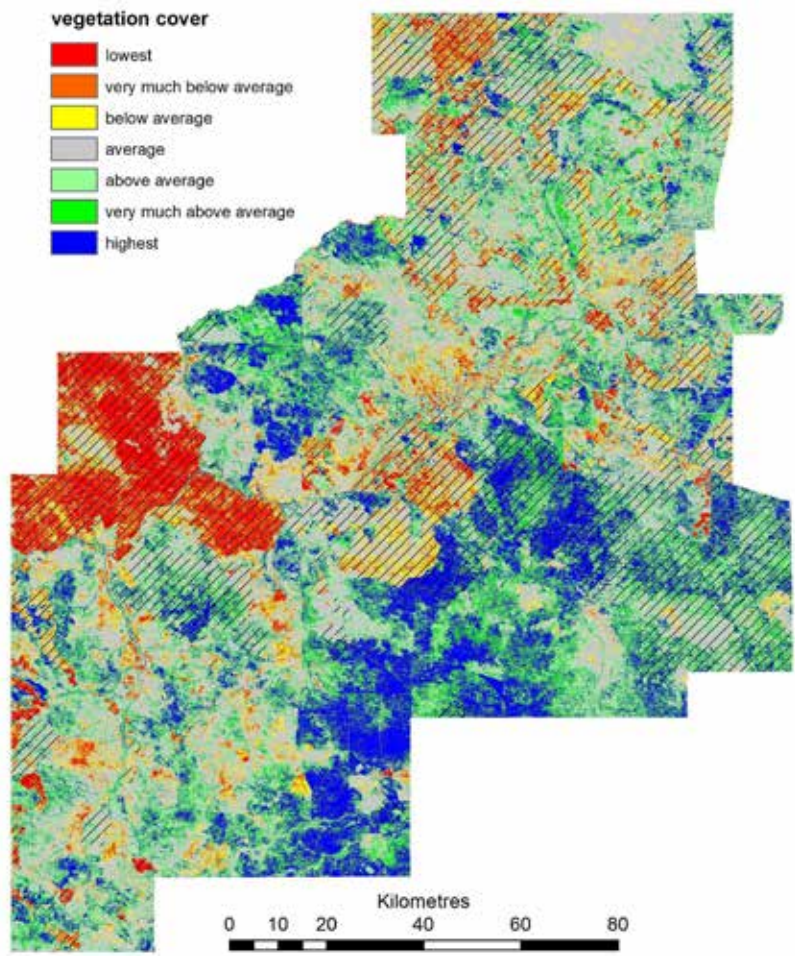 vegetation cover
lowest
very much below average
below average
average
above average
very much above average
highest
Kilometres
0 10 20 40 60 80